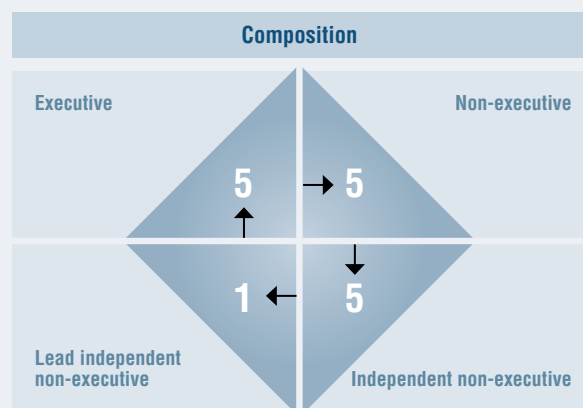 Composition
Executive
Non-executive
5
5
1
5
Lead independent
non-executive
Independent non-executive